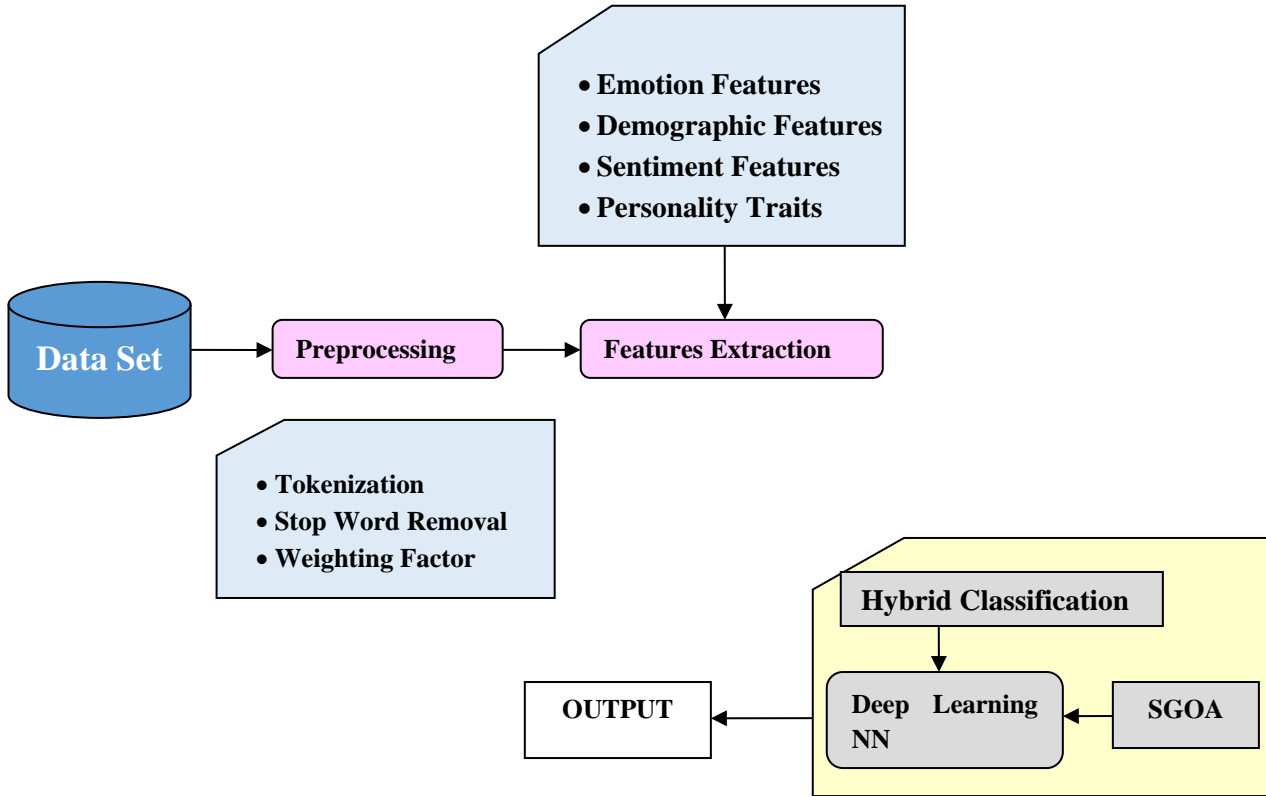 • Emotion Features
• Demographic Features
• Sentiment Features
• Personality Traits
Data Set
Preprocessing
Features Extraction
• Tokenization
• Stop Word Removal
• Weighting Factor
Hybrid Classification
OUTPUT
Deep Learning
NN
SGOA